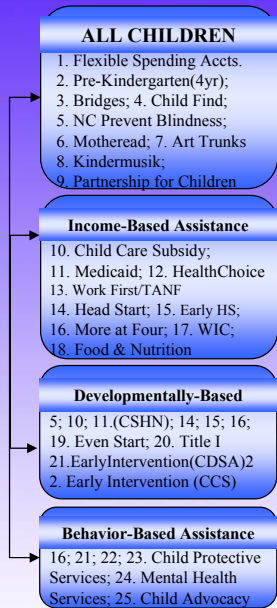 ALL CHILDREN
1. Flexible Spending Accts.
2. Pre-Kindergarten(4yr);
3. Bridges; 4. Child Find;
5. NC Prevent Blindness;
6. Motheread; 7. Art Trunks
8. Kindermusik;
9. Partnership for Children
Income-Based Assistance
10. Child Care Subsidy;
11. Medicaid; 12. HealthChoice
13. Work First/TANF
14. Head Start; 15. Early HS;
16. More at Four; 17. WIC;
18. Food & Nutrition
Developmentally-Based
5; 10; 11.(CSHN); 14; 15; 16;
19. Even Start; 20. Title I
21.EarlyIntervention(CDSA)2
2. Early Intervention (CCS)
Behavior-Based Assistance
16; 21; 22; 23. Child Protective
Services; 24. Mental Health
Services; 25. Child Advocacy